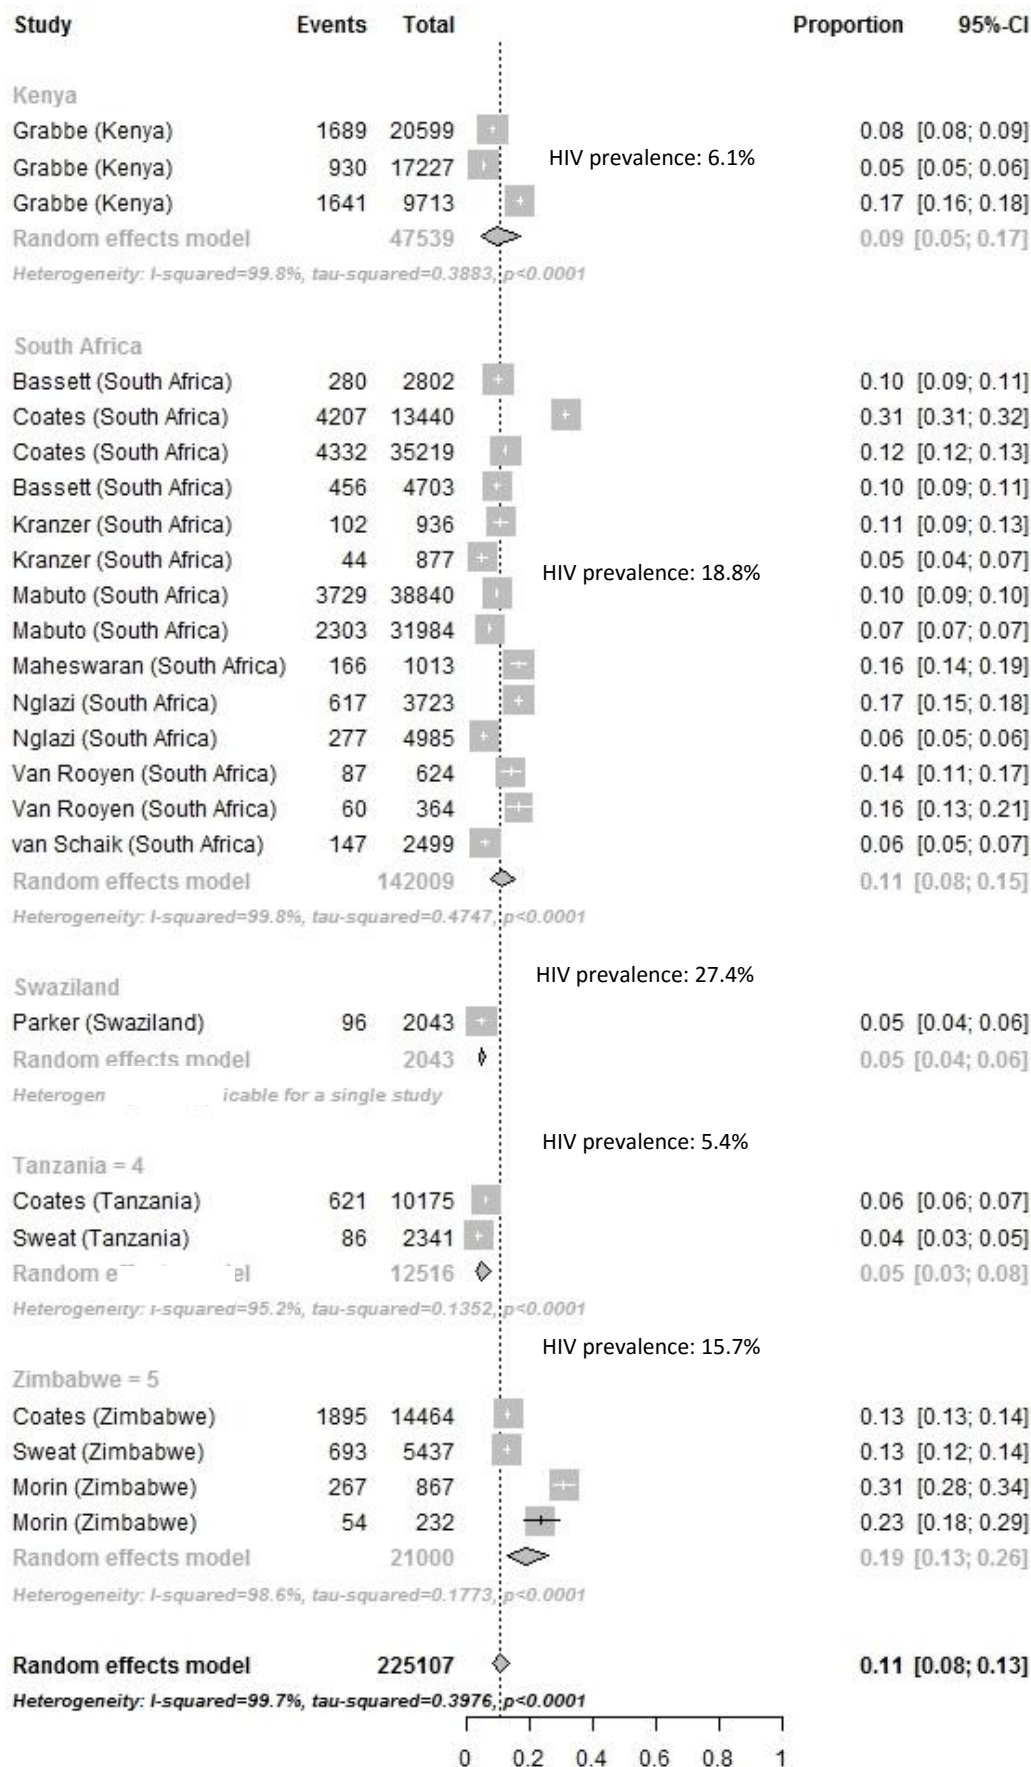 Study Events Total Proportion 95%-CI
Kenya
Grabbe (Kenya) 1689 20599 0.08 [0.08; 0.09]
HIV prevalence: 6.1%
Grabbe (Kenya) 930 17227 0.05 [0.05; 0.06]
Grabbe (Kenya) 1641 9713 0.17 [0.16; 0.18]
Random effects model 47539 0.09 [0.05; 0.17]
Heterogeneity: I-squared=99.8%, tau-squared=0.3883, p<0.0001
South Africa
Bassett (South Africa) 280 2802 0.10 [0.09; 0.11]
Coates (South Africa) 4207 13440 0.31 [0.31; 0.32]
Coates (South Africa) 4332 35219 0.12 [0.12; 0.13]
Bassett (South Africa) 456 4703 0.10 [0.09; 0.11]
Kranzer (South Africa) 102 936 0.11 [0.09; 0.13]
Kranzer (South Africa) 44 877 0.05 [0.04; 0.07]
HIV prevalence: 18.8%
Mabuto (South Africa) 3729 38840 0.10 [0.09; 0.10]
Mabuto (South Africa) 2303 31984 0.07 [0.07; 0.07]
Maheswaran (South Africa) 166 1013 0.16 [0.14; 0.19]
Nglazi (South Africa) 617 3723 0.17 [0.15; 0.18]
Nglazi (South Africa) 277 4985 0.06 [0.05; 0.06]
Van Rooyen (South Africa) 87 624 0.14 [0.11; 0.17]
Van Rooyen (South Africa) 60 364 0.16 [0.13; 0.21]
van Schaik (South Africa) 147 2499 0.06 [0.05; 0.07]
Random effects model 142009 0.11 [0.08; 0.15]
Heterogeneity: I-squared=99.8%, tau-squared=0.4747, p<0.0001
HIV prevalence: 27.4%
Swaziland
Parker (Swaziland) 96 2043 0.05 [0.04; 0.06]
Random effects model 2043 0.05 [0.04; 0.06]
Heterogen icable for a single study
HIV prevalence: 5.4%
Tanzania = 4
Coates (Tanzania) 621 10175 0.06 [0.06; 0.07]
Sweat (Tanzania) 86 2341 0.04 [0.03; 0.05]
Random e el 12516 0.05 [0.03; 0.08]
Heterogeneity: I-squared=95.2%, tau-squared=0.1352, p<0.0001
HIV prevalence: 15.7%
Zimbabwe = 5
Coates (Zimbabwe) 1895 14464 0.13 [0.13; 0.14]
Sweat (Zimbabwe) 693 5437 0.13 [0.12; 0.14]
Morin (Zimbabwe) 267 867 0.31 [0.28; 0.34]
Morin (Zimbabwe) 54 232 0.23 [0.18; 0.29]
Random effects model 21000 0.19 [0.13; 0.26]
Heterogeneity: I-squared=98.6%, tau-squared=0.1773, p<0.0001
Random effects model 225107 0.11 [0.08; 0.13]
Heterogeneity: I-squared=99.7%, tau-squared=0.3976, p<0.0001
0 0.2 0.4 0.6 0.8 1